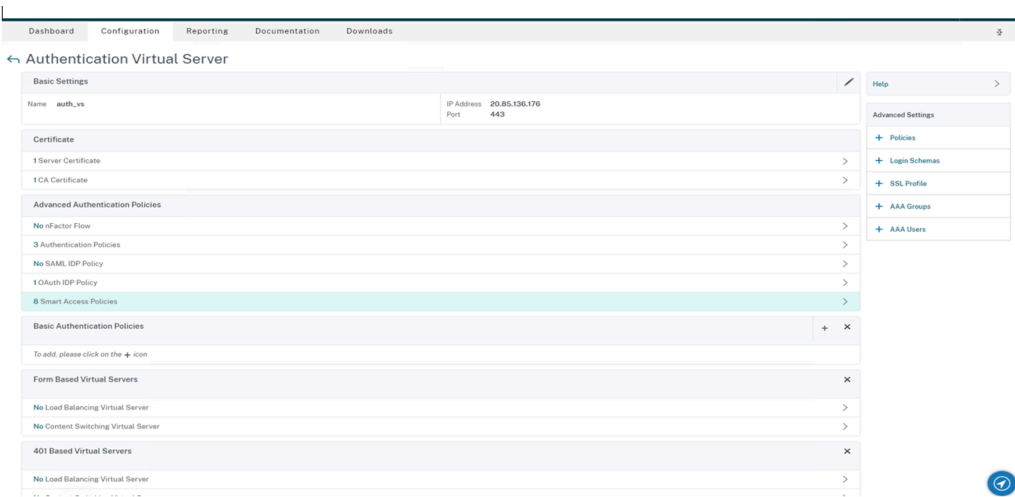 Dashboard Configuration Reporting Documentation Downloads
Authentication Virtual Server
Basic Settings
Name auth_vs
IP Address 20.85.136.176
Port 443
Certificate
1 Server Certificate
1 CA Certificate
Advanced Authentication Policies
No nFactor Flow
3 Authentication Policies
No SAML IDP Policy
1 OAuth IDP Policy
8 Smart Access Policies
Basic Authentication Policies
To add, please click on the + icon
Form Based Virtual Servers
No Load Balancing Virtual Server
No Content Switching Virtual Server
401 Based Virtual Servers
No Load Balancing Virtual Server
Help
Advanced Settings
+ Policies
+ Login Schemas
+ SSL Profile
+ AAA Groups
+ AAA Users